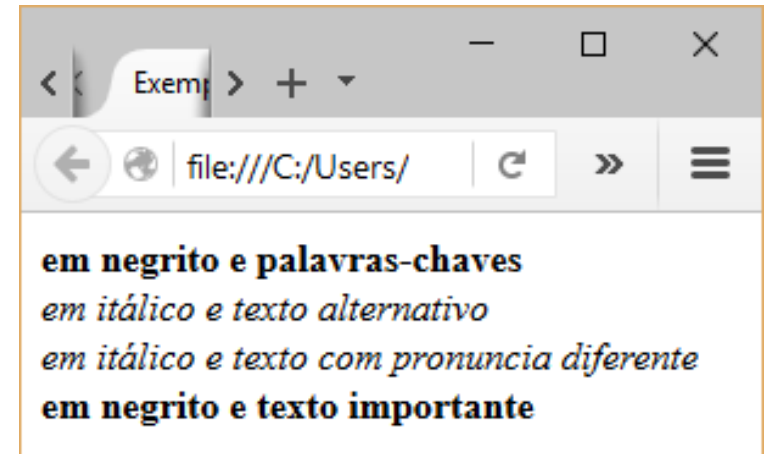 Exemp
file:///C:/Users/
em negrito e palavras-chaves
em itálico e texto alternativo
em itálico e texto com pronuncia diferente
em negrito e texto importante